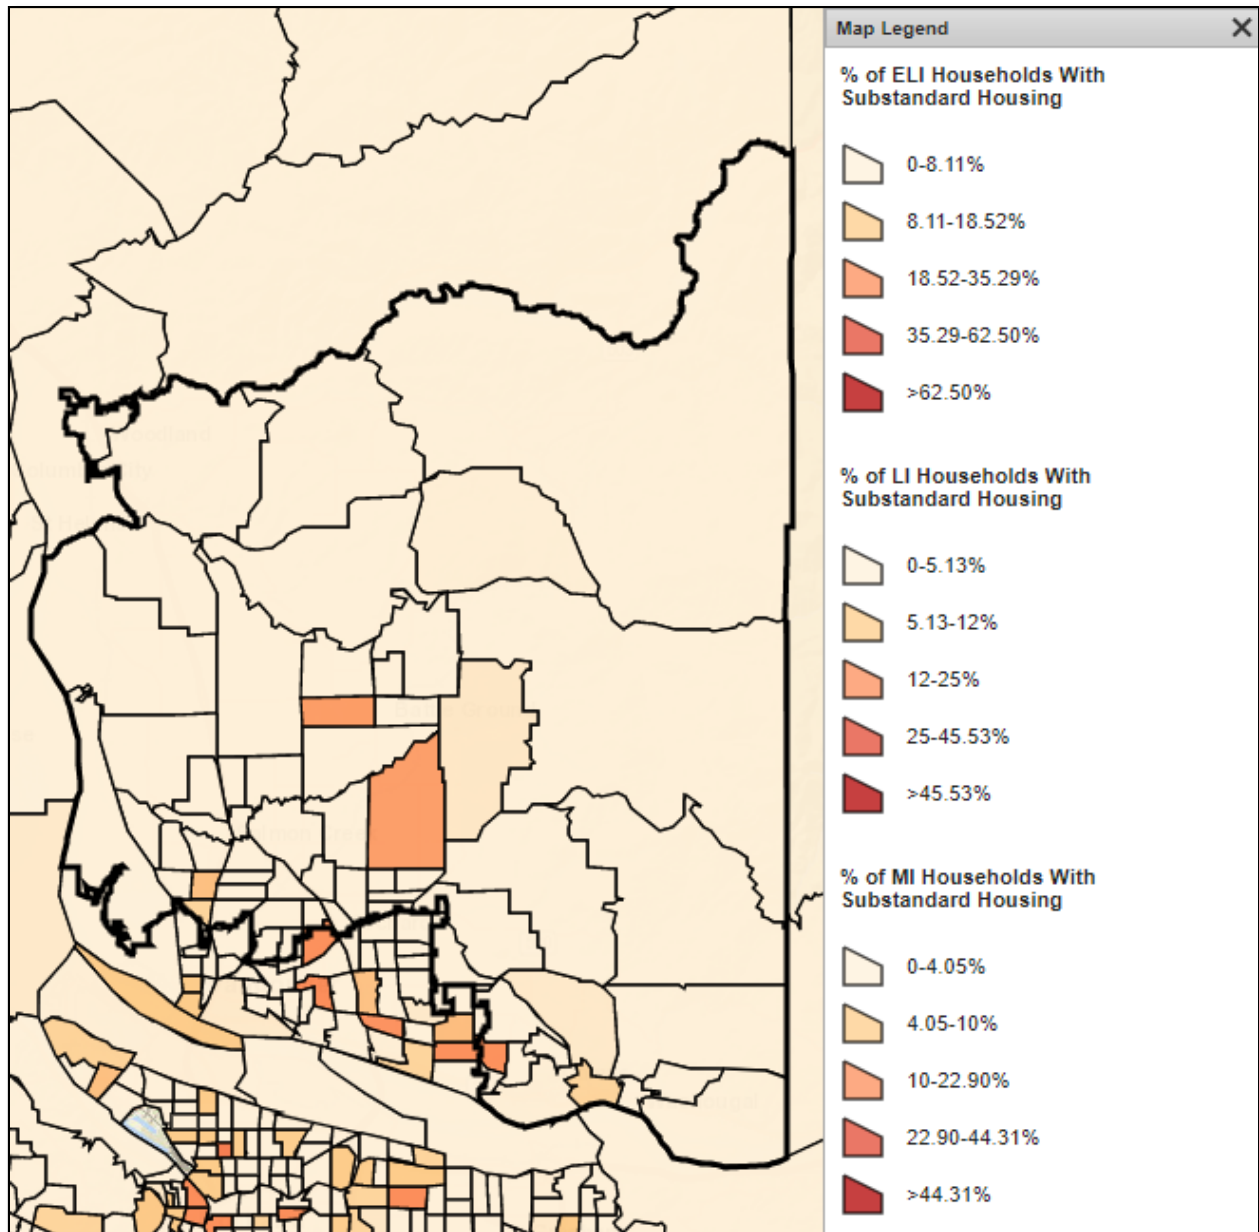 Map Legend
% of ELI Households With
Substandard Housing
0-8.11%
8.11-18.52%
18.52-35.29%
35.29-62.50%
>62.50%
% of LI Households With
Substandard Housing
0-5.13%
5.13-12%
12-25%
25-45.53%
>45.53%
% of MI Households With
Substandard Housing
0-4.05%
4.05-10%
10-22.90%
22.90-44.31%
>44.31%